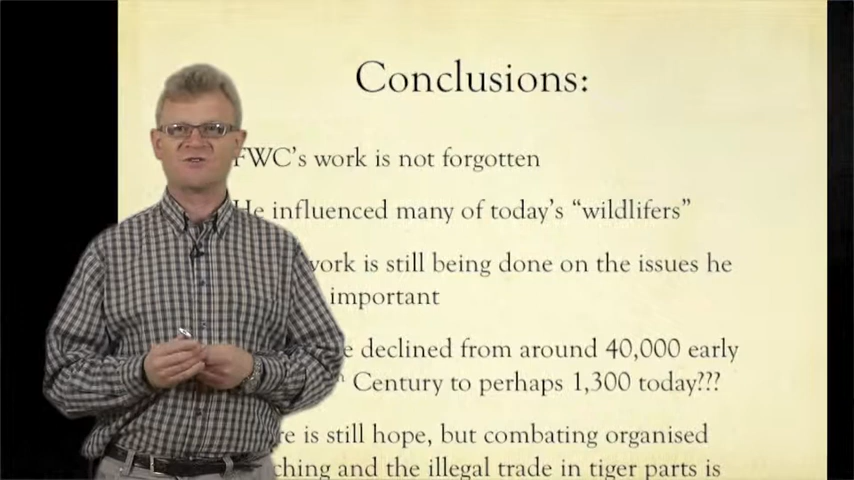 Conclusions:
FWC's work is not forgotten
He influenced many of today's “wildlifers”
work is still being done on the issues he
important
declined from around 40,000 early
Century to perhaps 1,300 today???
is still hope, but combating organised
and the illegal trade in tiger parts is